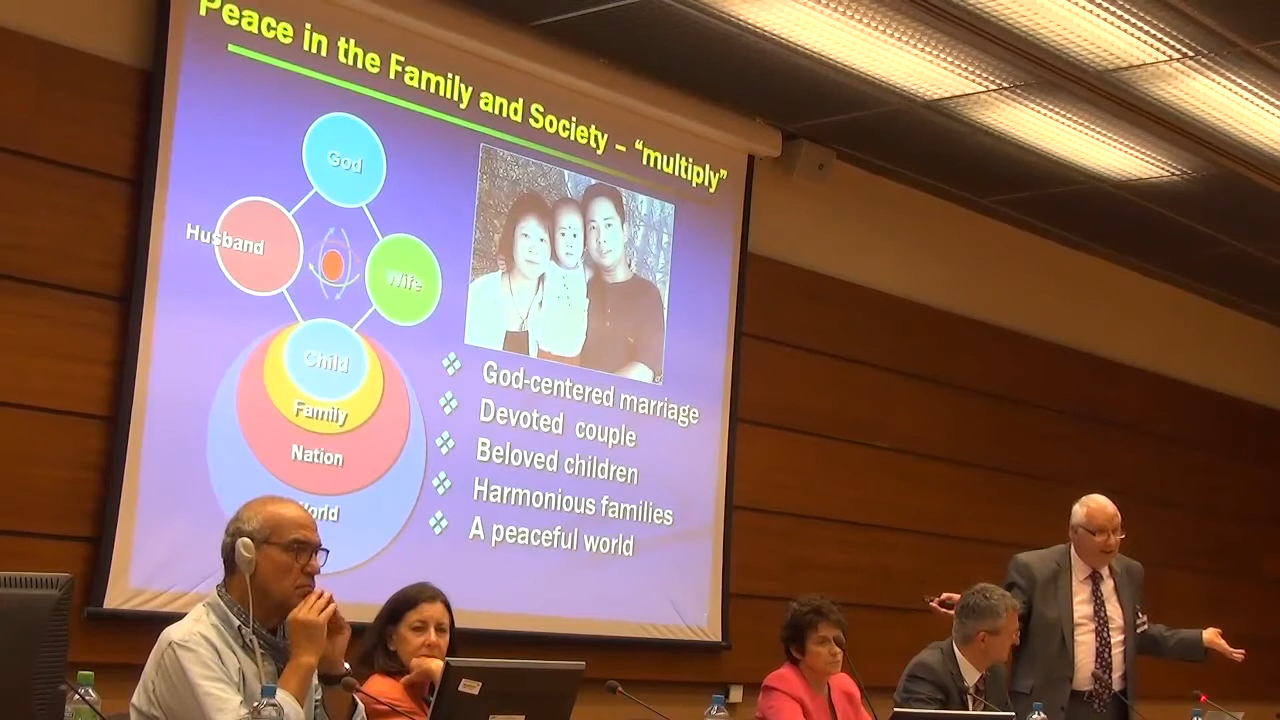 Peace in the Family and Society – “multiply”
God
Husband
Wife
Child
Family
Nation
World
God-centered marriage
Devoted couple
Beloved children
Harmonious families
A peaceful world